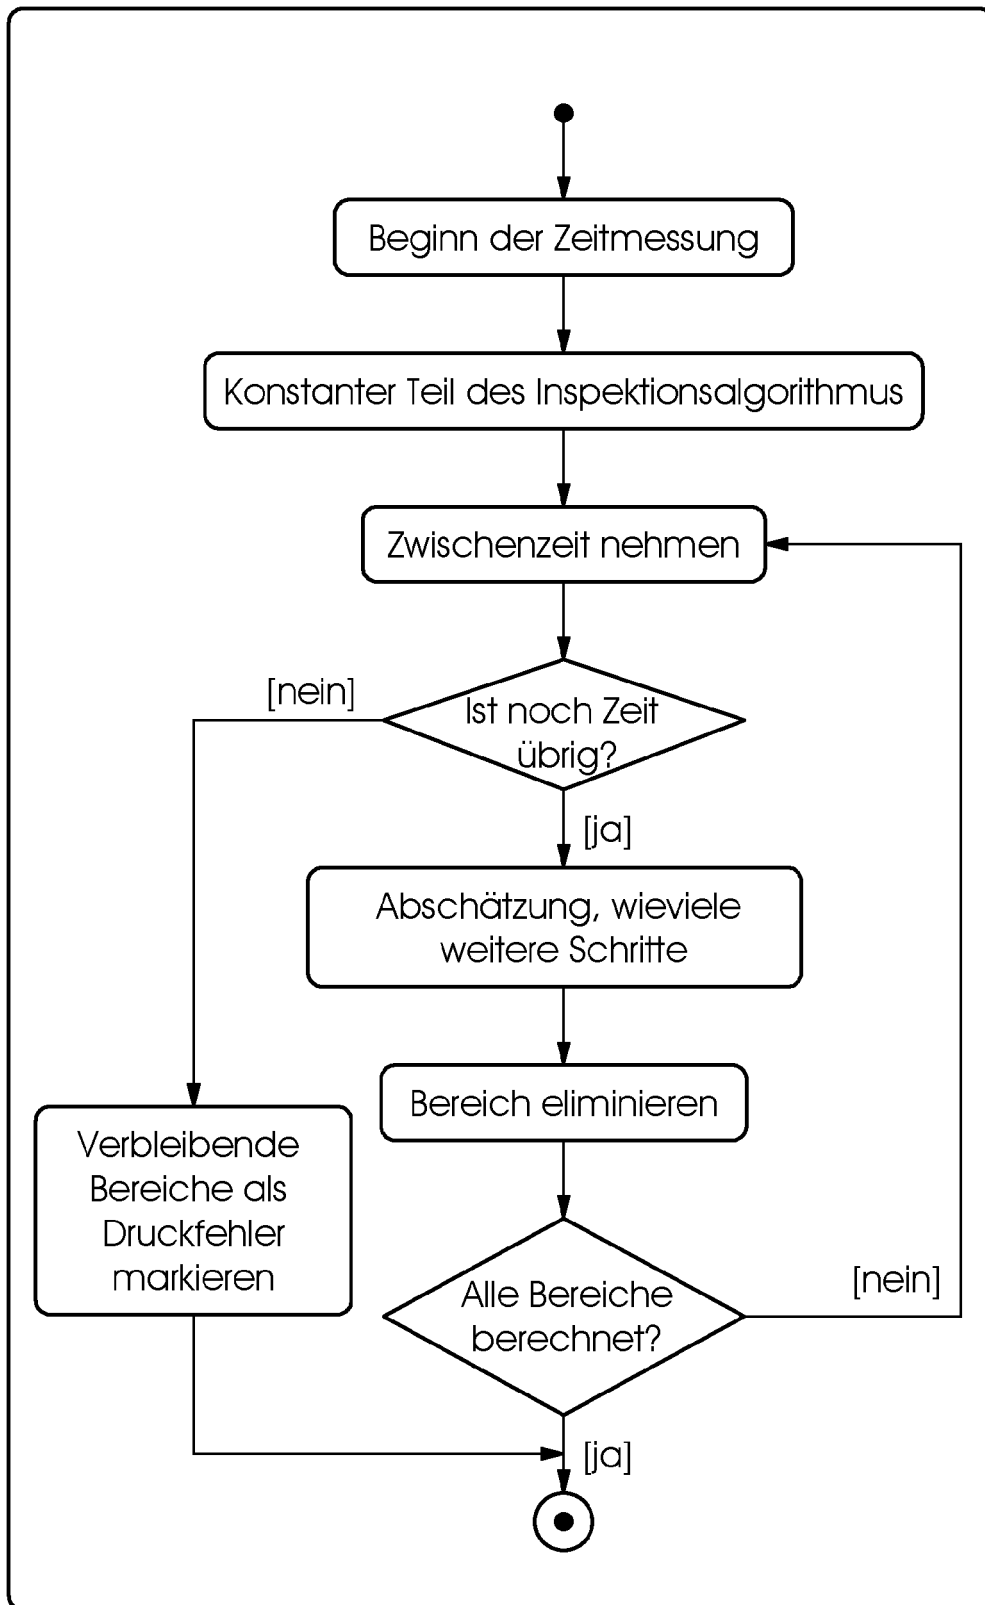 Beginn der Zeitmessung
Konstanter Teil des Inspektionsalgorithmus
Zwischenzeit nehmen
[nein]
Ist noch Zeit
übrig?
[ja]
Abschätzung, wieviele
weitere Schritte
Bereich eliminieren
Verbleibende
Bereiche als
Druckfehler
markieren
Alle Bereiche
berechnet?
[nein]
[ja]